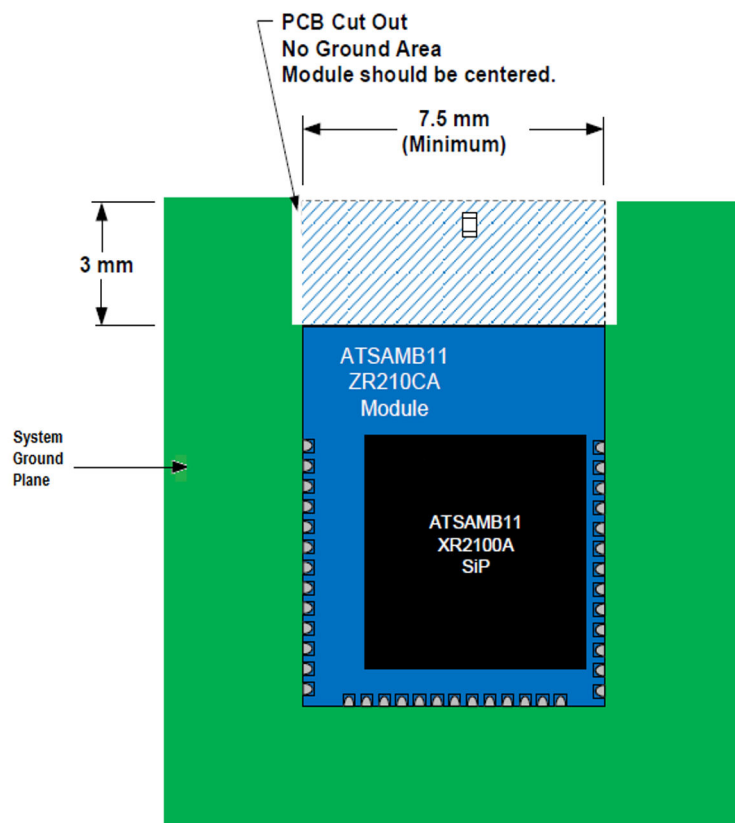 PCB Cut Out
No Ground Area
Module should be centered.
7.5 mm
(Minimum)
3 mm
ATSAMB11
ZR210CA
Module
System
Ground
Plane
ATSAMB11
XR2100A
SiP